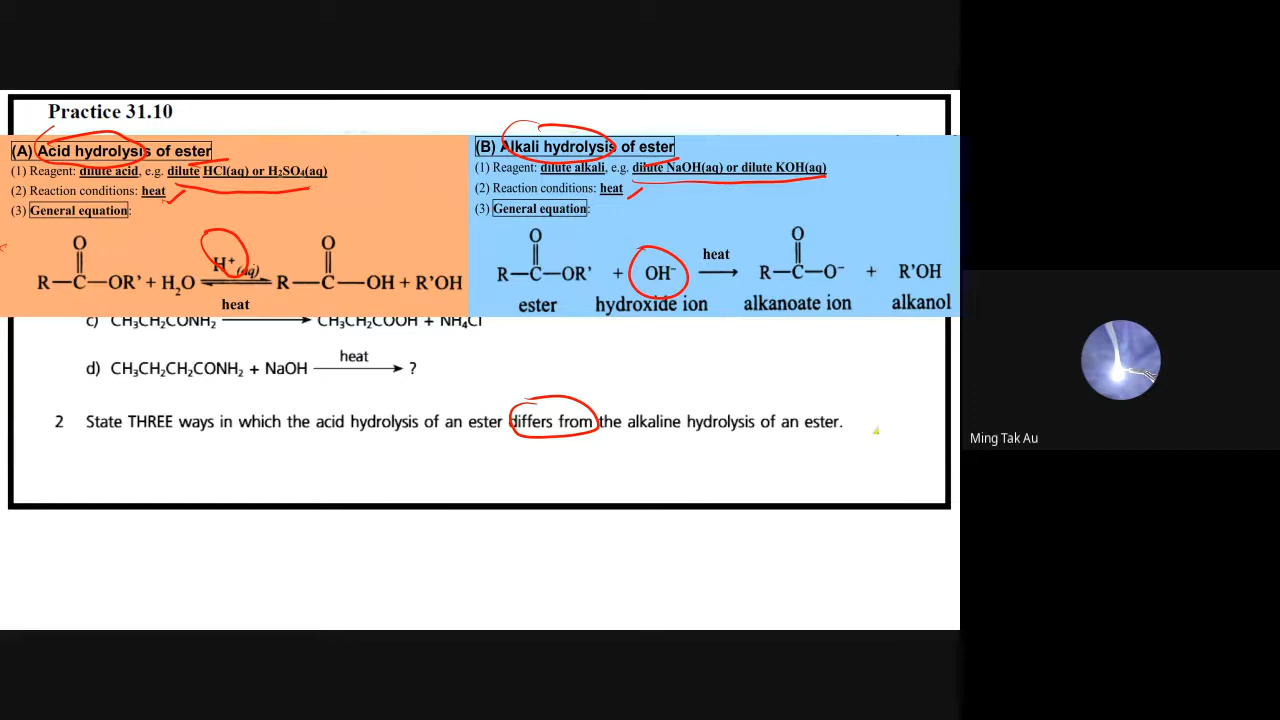 Practice 31.10
(A) Acid hydrolysis of ester
(1) Reagent: dilute acid, e.g. dilute HCl(aq) or H₂SO₄(aq)
(2) Reaction conditions: heat
(3) General equation:
O O
H⁺(aq)
R—C—OR' + H₂O ⇌ R—C—OH + R'OH
heat
(B) Alkali hydrolysis of ester
(1) Reagent: dilute alkali, e.g. dilute NaOH(aq) or dilute KOH(aq)
(2) Reaction conditions: heat
(3) General equation:
O O
heat
R—C—OR' + OH⁻ → R—C—O⁻ + R'OH
ester hydroxide ion alkanoate ion alkanol
c) CH₃CH₂CONH₂ → CH₃CH₂COOH + NH₄Cl
heat
d) CH₃CH₂CH₂CONH₂ + NaOH → ?
2 State THREE ways in which the acid hydrolysis of an ester differs from the alkaline hydrolysis of an ester.
Ming Tak Au